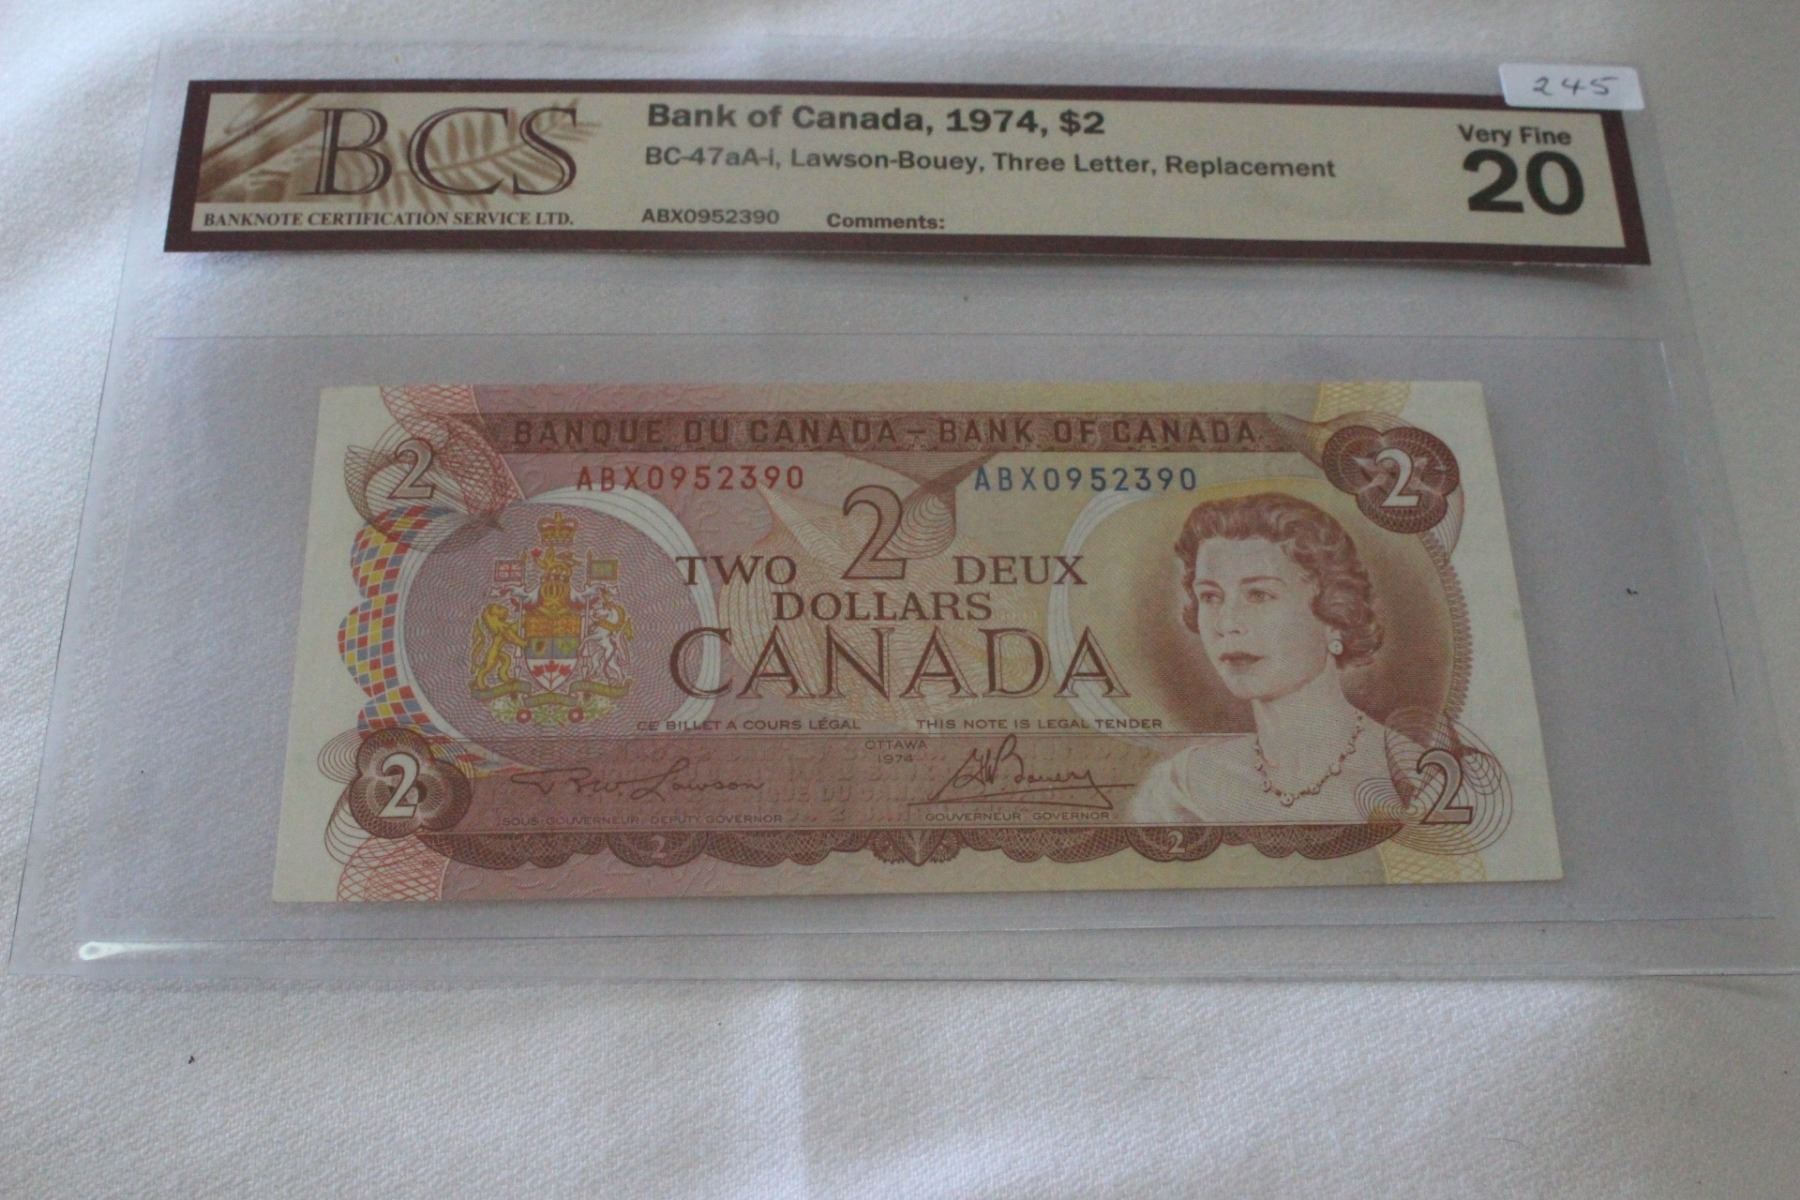 245
BCS
BANKNOTE CERTIFICATION SERVICE LTD.
Bank of Canada, 1974, $2
BC-47aA-i, Lawson-Bouey, Three Letter, Replacement
ABX0952390 Comments:
Very Fine
20
BANQUE DU CANADA – BANK OF CANADA
2 2
ABX0952390 ABX0952390
2
TWO DEUX
DOLLARS
CANADA
CE BILLET A COURS LÉGAL THIS NOTE IS LEGAL TENDER
OTTAWA
1974
2 2
R.W. Lawson G K Bouey
SOUS-GOUVERNEUR DEPUTY GOVERNOR GOUVERNEUR GOVERNOR
2 2